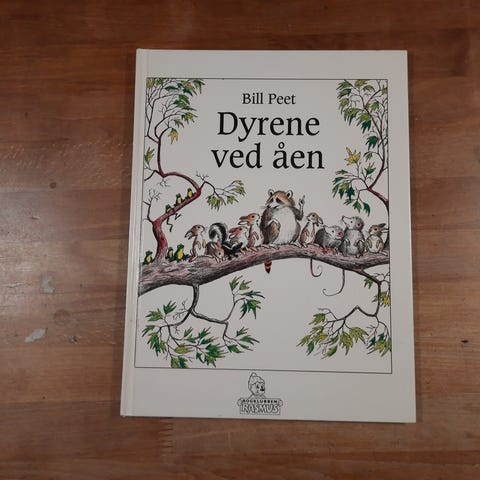 Bill Peet
Dyrene
ved åen
BOGKLUBBEN
RASMUS